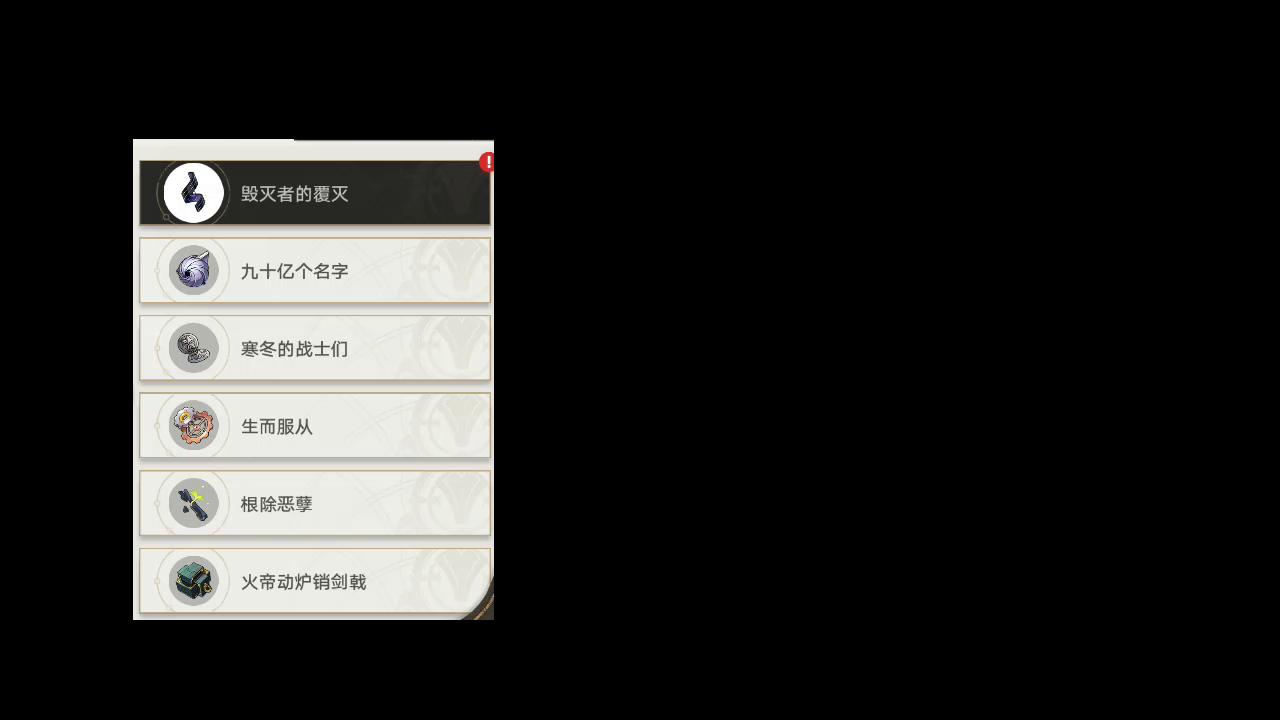 毁灭者的覆灭
九十亿个名字
寒冬的战士们
生而服从
根除恶孽
火帝动炉销剑戟